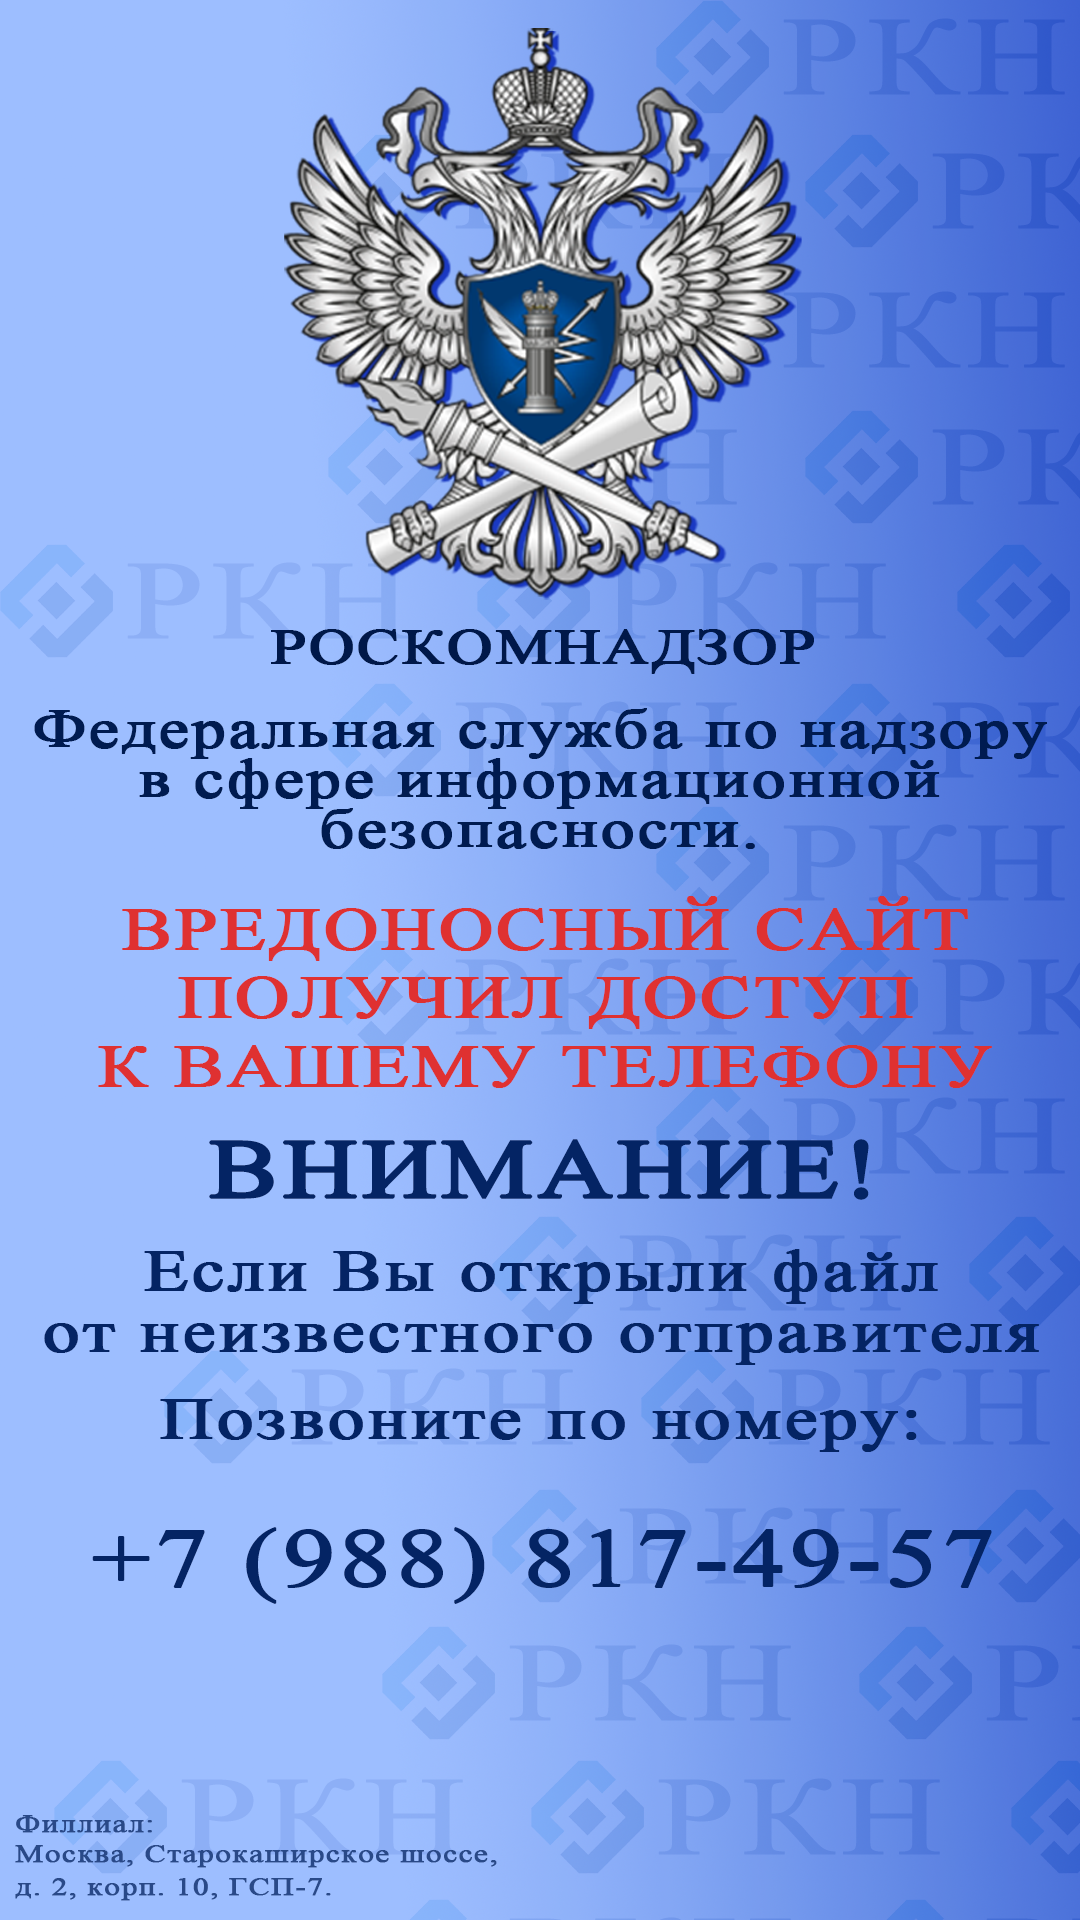 РОСКОМНАДЗОР
Федеральная служба по надзору
в сфере информационной
безопасности.
ВРЕДОНОСНЫЙ САЙТ
ПОЛУЧИЛ ДОСТУП
К ВАШЕМУ ТЕЛЕФОНУ
ВНИМАНИЕ!
Если Вы открыли файл
от неизвестного отправителя
Позвоните по номеру:
+7 (988) 817-49-57
РКН
Филлиал:
Москва, Старокаширское шоссе,
д. 2, корп. 10, ГСП-7.